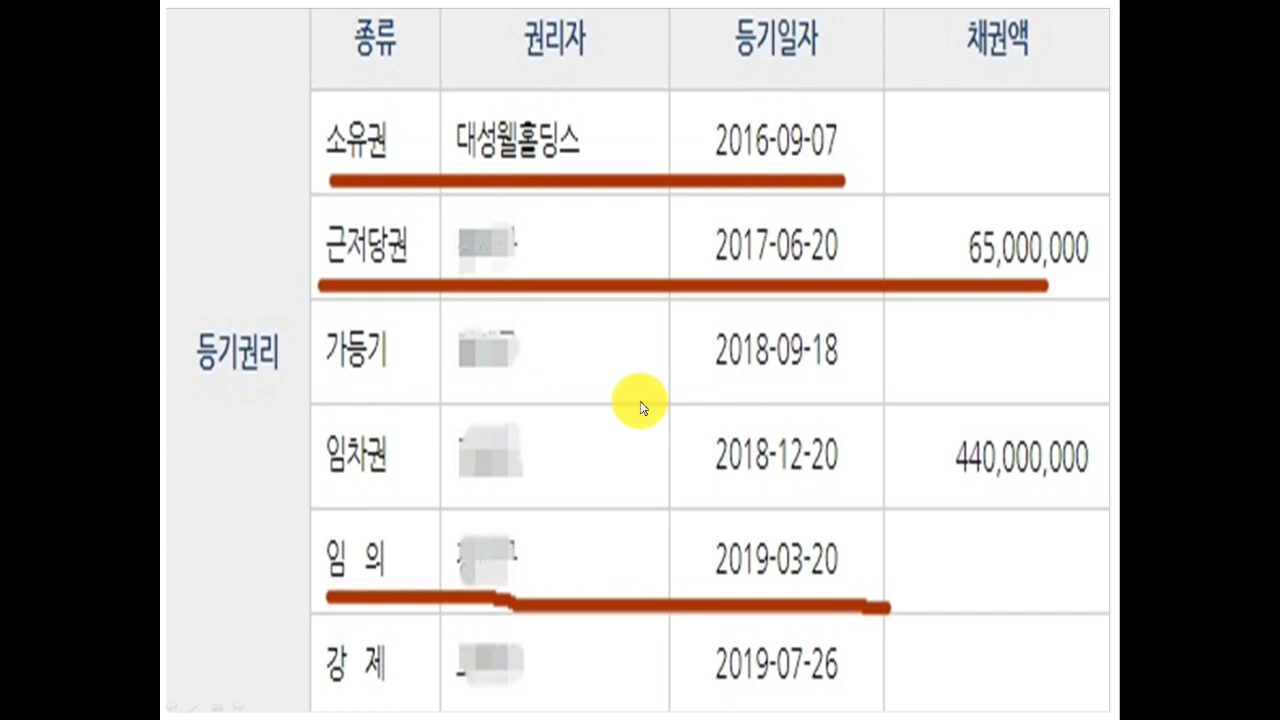 종류 권리자 등기일자 채권액
소유권 대성웰홀딩스 2016-09-07
근저당권 2017-06-20 65,000,000
등기권리
가등기 2018-09-18
임차권 2018-12-20 440,000,000
임 의 2019-03-20
강 제 2019-07-26